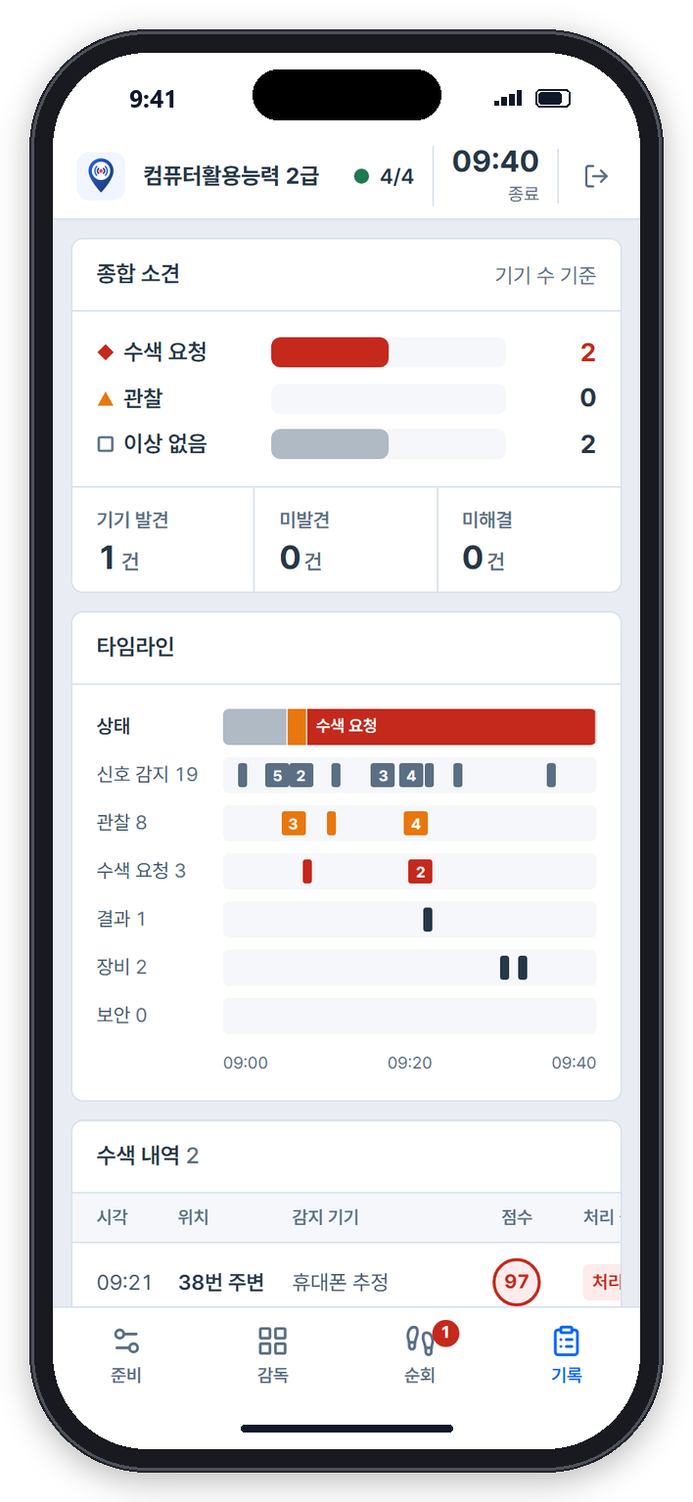 9:41
컴퓨터활용능력 2급 4/4 09:40
종료
종합 소견 기기 수 기준
수색 요청 2
관찰 0
이상 없음 2
기기 발견 미발견 미해결
1건 0건 0건
타임라인
상태 수색 요청
신호 감지 19 5 2 3 4
관찰 8 3 4
수색 요청 3 2
결과 1
장비 2
보안 0
09:00 09:20 09:40
수색 내역 2
시각 위치 감지 기기 점수 처리
09:21 38번 주변 휴대폰 추정 97 처리
1
준비 감독 순회 기록